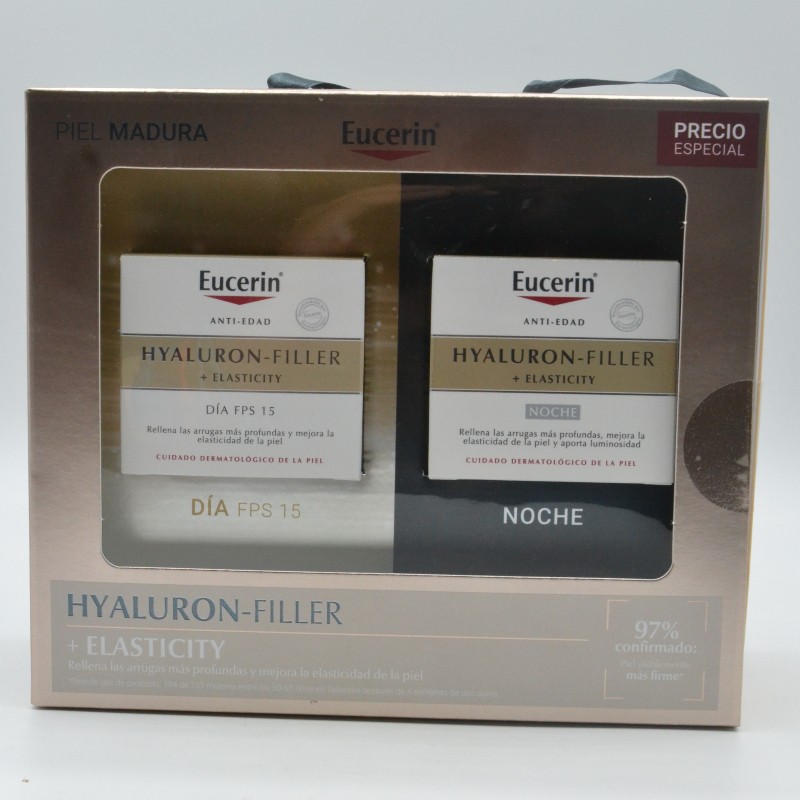 PIEL MADURA
Eucerin®
PRECIO
ESPECIAL
Eucerin®
ANTI-EDAD
HYALURON-FILLER
+ ELASTICITY
DÍA FPS 15
Rellena las arrugas más profundas y mejora la
elasticidad de la piel
CUIDADO DERMATOLÓGICO DE LA PIEL
DÍA FPS 15
Eucerin®
ANTI-EDAD
HYALURON-FILLER
+ ELASTICITY
NOCHE
Rellena las arrugas más profundas, mejora la
elasticidad de la piel y aporta luminosidad
CUIDADO DERMATOLÓGICO DE LA PIEL
NOCHE
HYALURON-FILLER
+ ELASTICITY
Rellena las arrugas más profundas y mejora la elasticidad de la piel
97%
confirmado:
Piel visiblemente
más firme*